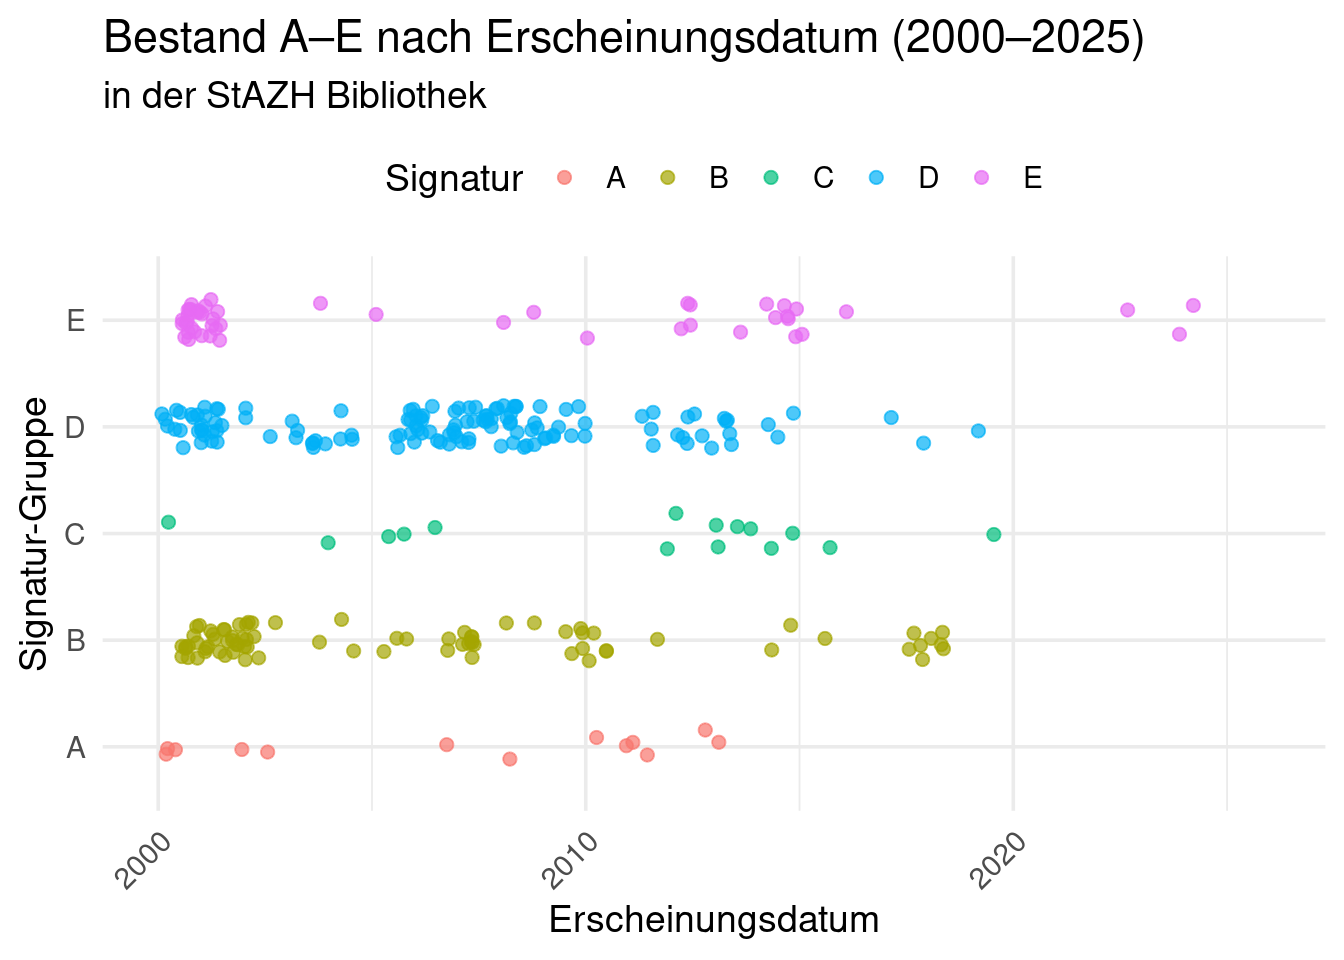 Bestand A–E nach Erscheinungsdatum (2000–2025)
in der StAZH Bibliothek
Signatur A B C D E
Signatur-Gruppe
E
D
C
B
A
2000 2010 2020
Erscheinungsdatum